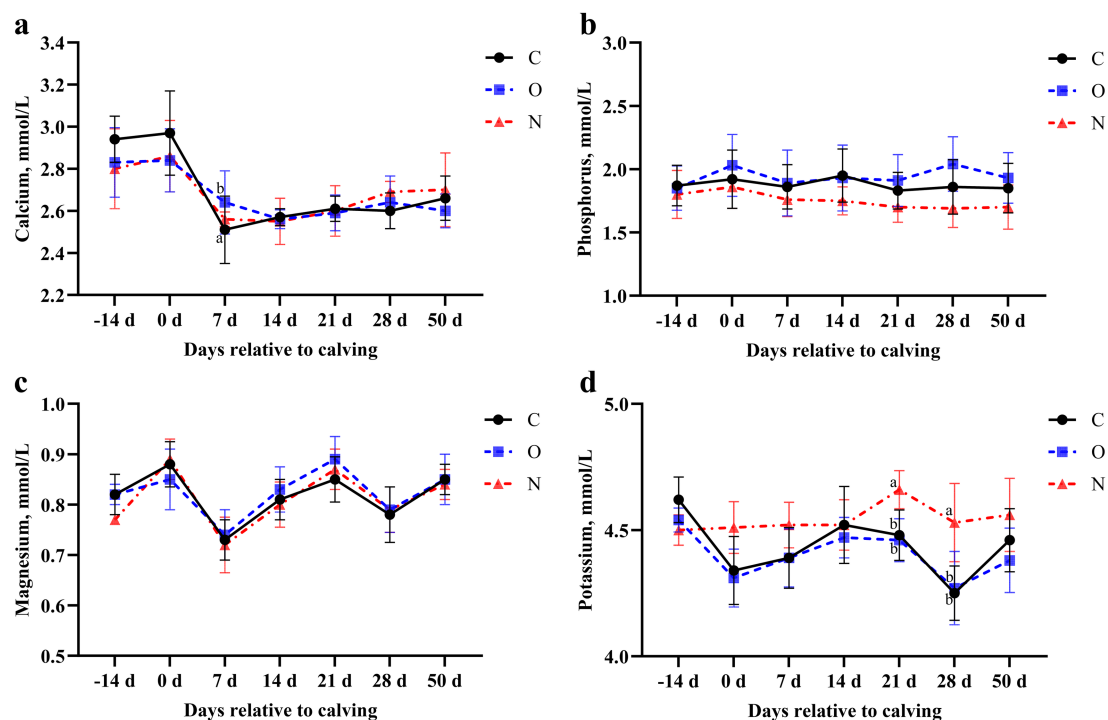 a
Calcium, mmol/L
3.4
3.2
3.0
2.8
2.6
2.4
2.2
b
a
-14 d 0 d 7 d 14 d 21 d 28 d 50 d
Days relative to calving
C
O
N
b
Phosphorus, mmol/L
3.0
2.5
2.0
1.5
1.0
-14 d 0 d 7 d 14 d 21 d 28 d 50 d
Days relative to calving
C
O
N
c
Magnesium, mmol/L
1.0
0.9
0.8
0.7
0.6
0.5
-14 d 0 d 7 d 14 d 21 d 28 d 50 d
Days relative to calving
C
O
N
d
Potassium, mmol/L
5.0
4.5
4.0
a
b
b
a
b
b
-14 d 0 d 7 d 14 d 21 d 28 d 50 d
Days relative to calving
C
O
N